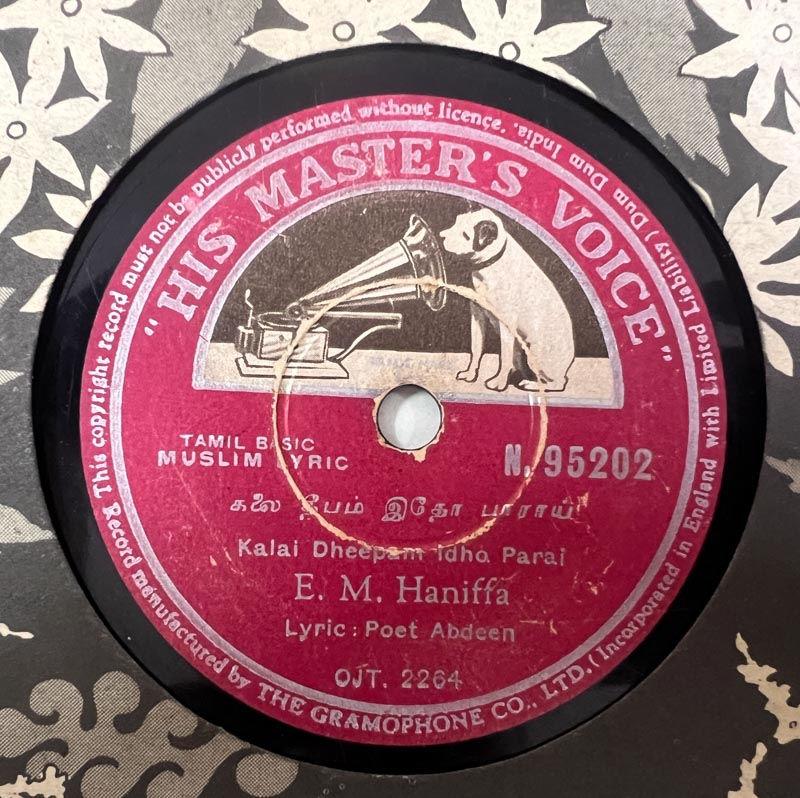 This copyright record must not be publicly performed without licence.
"HIS MASTER'S VOICE"
TAMIL BASIC
MUSLIM LYRIC
N. 95202
கலை தீபம் இதோ பாராய்
Kalai Dheepam Idho Parai
E. M. Haniffa
Lyric: Poet Abdeen
OJT. 2264
Record manufactured by THE GRAMOPHONE CO., LTD. (Incorporated in England with Limited Liability) Dum Dum India.